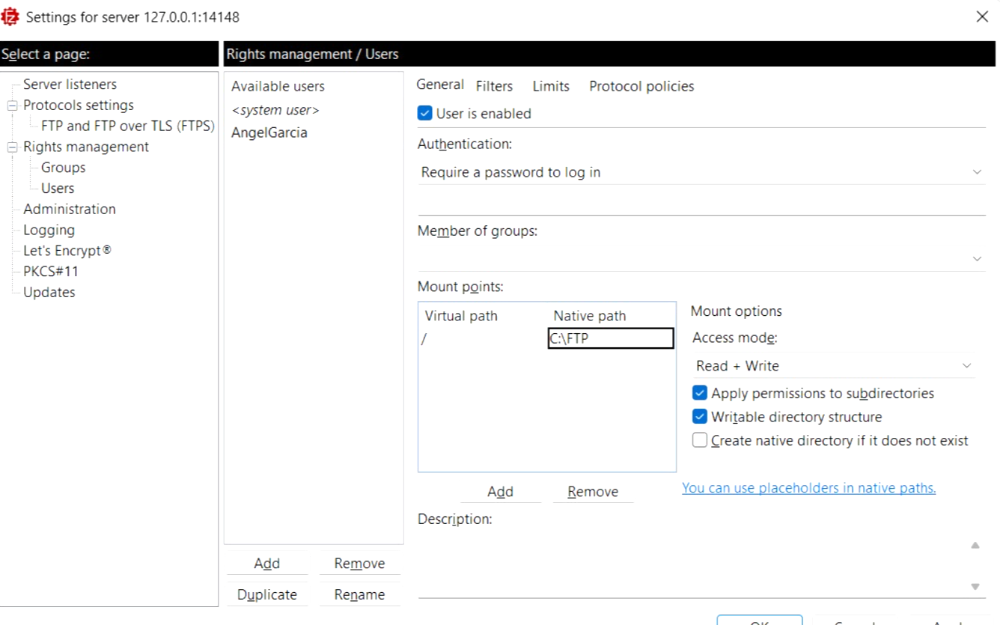 Settings for server 127.0.0.1:14148
Select a page:
Server listeners
Protocols settings
FTP and FTP over TLS (FTPS)
Rights management
Groups
Users
Administration
Logging
Let's Encrypt®
PKCS#11
Updates
Rights management / Users
Available users
<system user>
AngelGarcia
Add
Remove
Duplicate
Rename
General Filters Limits Protocol policies
User is enabled
Authentication:
Require a password to log in
Member of groups:
Mount points:
Virtual path Native path
/ C:\FTP
Add Remove
Mount options
Access mode:
Read + Write
Apply permissions to subdirectories
Writable directory structure
Create native directory if it does not exist
You can use placeholders in native paths.
Description: